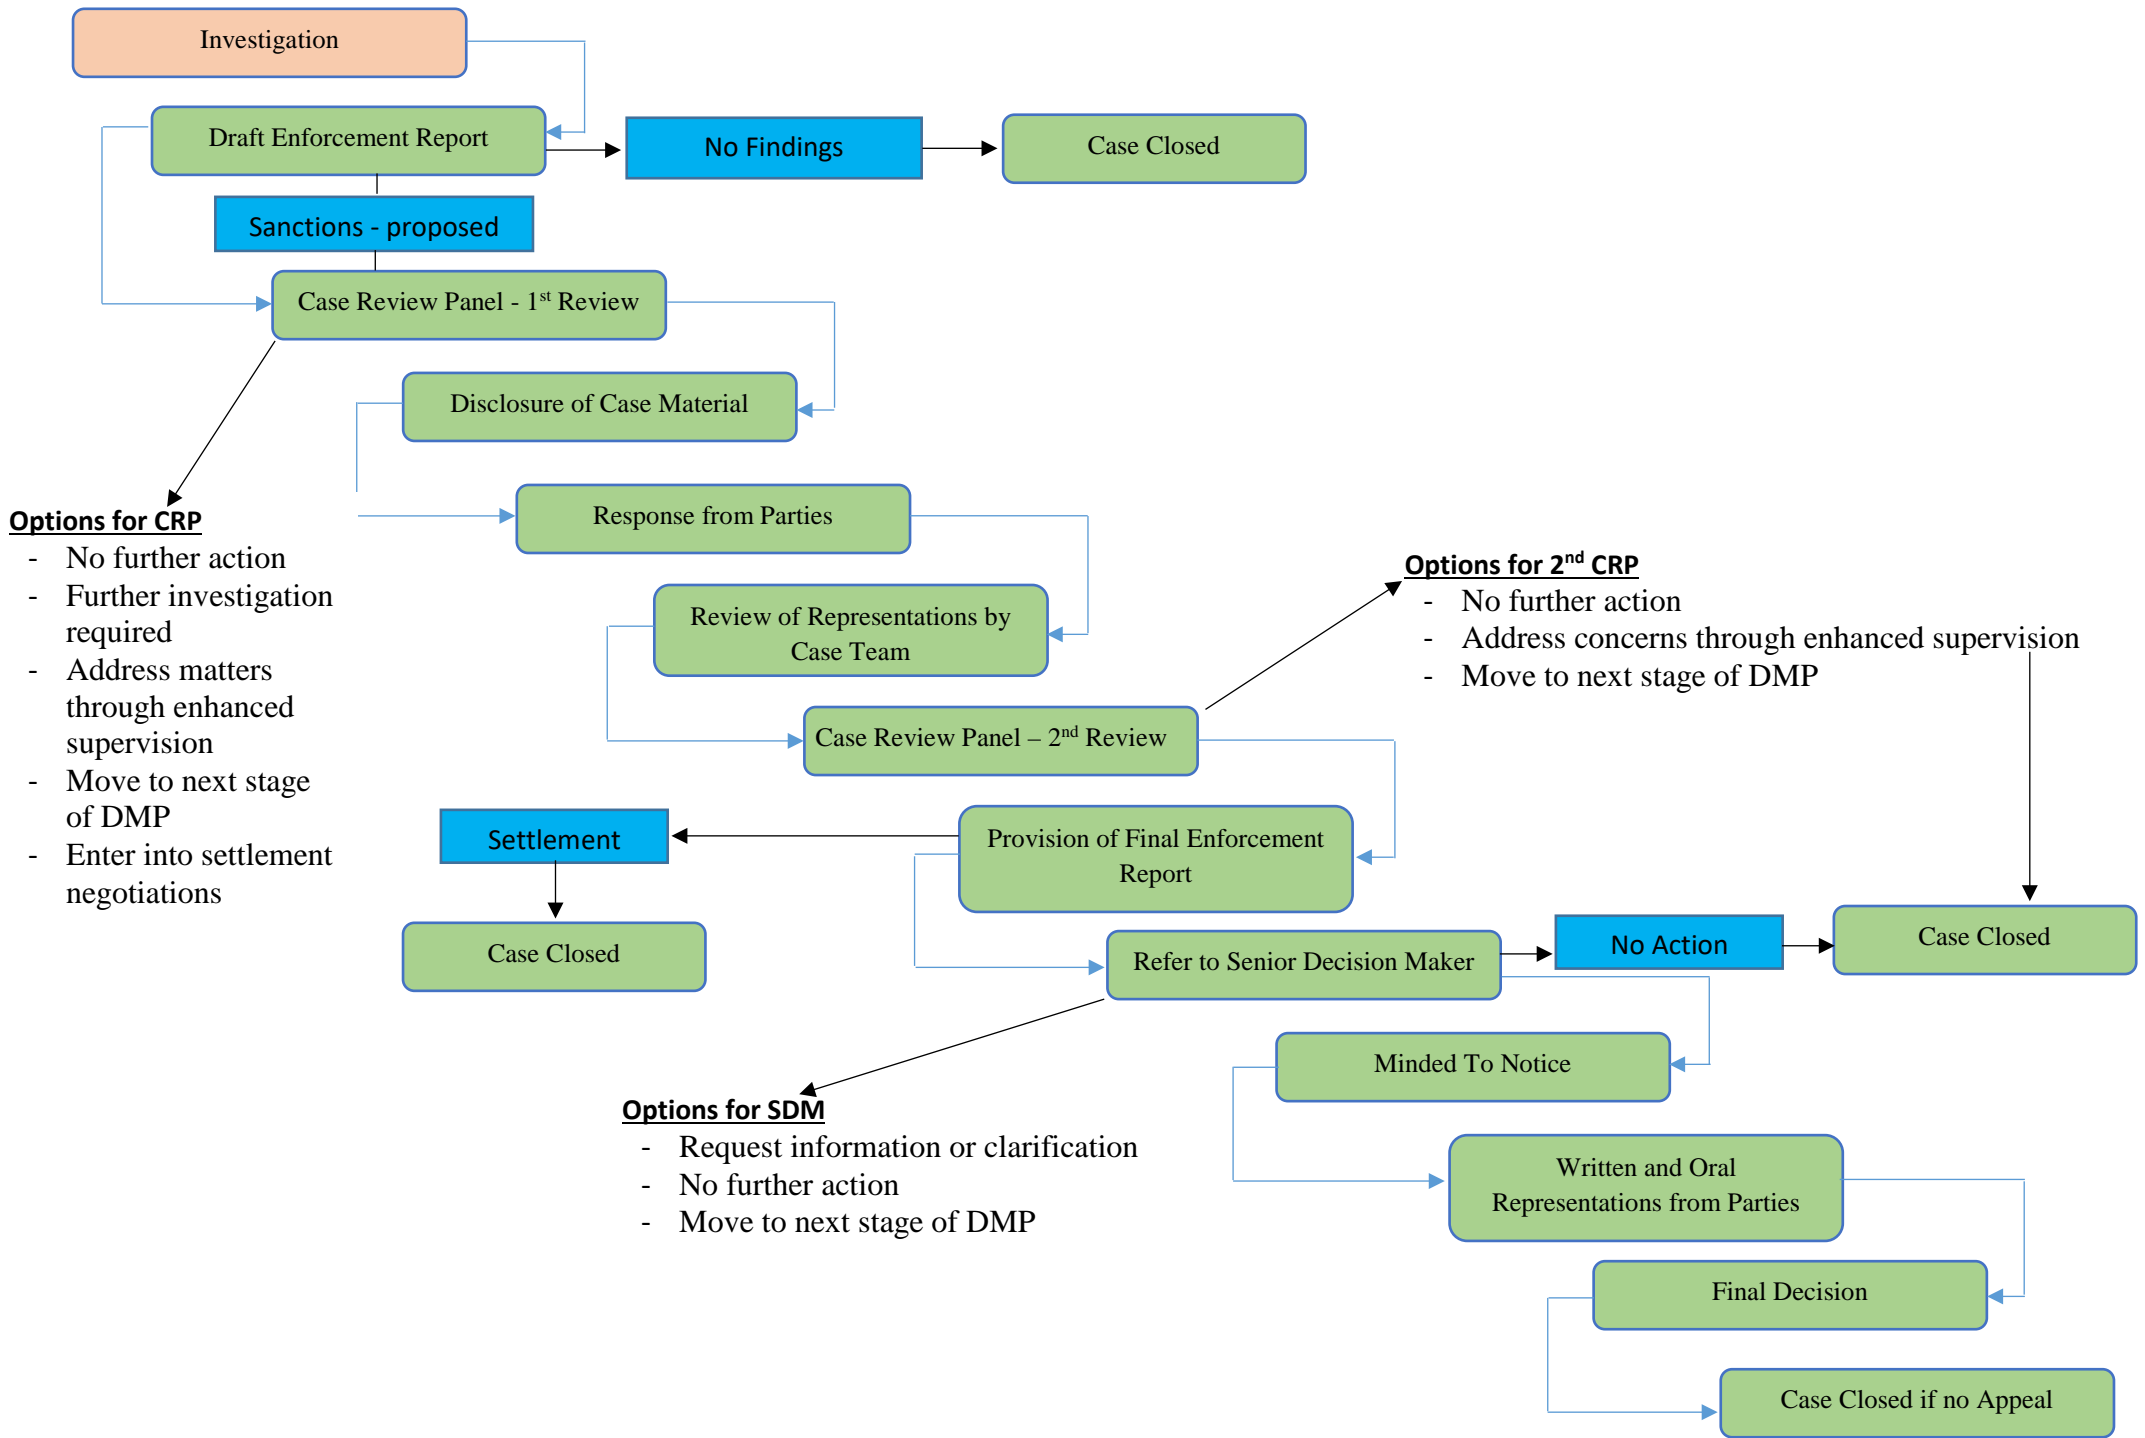 Investigation
Draft Enforcement Report
No Findings
Case Closed
Sanctions - proposed
Case Review Panel - 1st Review
Disclosure of Case Material
Options for CRP
- No further action
- Further investigation
required
- Address matters
through enhanced
supervision
- Move to next stage
of DMP
- Enter into settlement
negotiations
Response from Parties
Options for 2nd CRP
- No further action
- Address concerns through enhanced supervision
- Move to next stage of DMP
Review of Representations by
Case Team
Case Review Panel – 2nd Review
Settlement
Provision of Final Enforcement
Report
Case Closed
Refer to Senior Decision Maker
No Action
Case Closed
Minded To Notice
Options for SDM
- Request information or clarification
- No further action
- Move to next stage of DMP
Written and Oral
Representations from Parties
Final Decision
Case Closed if no Appeal